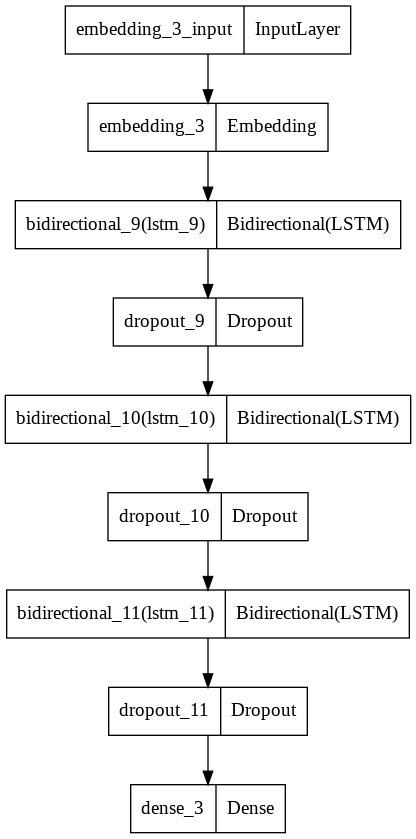 embedding_3_input InputLayer
embedding_3 Embedding
bidirectional_9(lstm_9) Bidirectional(LSTM)
dropout_9 Dropout
bidirectional_10(lstm_10) Bidirectional(LSTM)
dropout_10 Dropout
bidirectional_11(lstm_11) Bidirectional(LSTM)
dropout_11 Dropout
dense_3 Dense